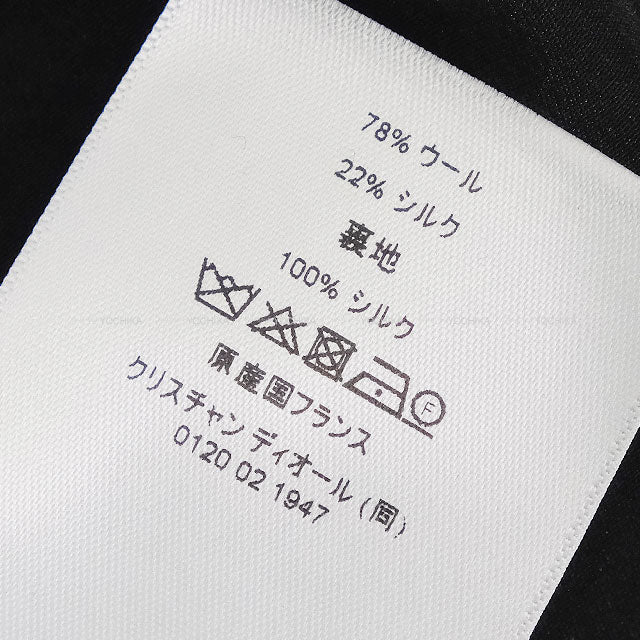 78% ウール
22% シルク
裏地
100% シルク
F
原産国フランス
クリスチャン ディオール (同)
0120 02 1947